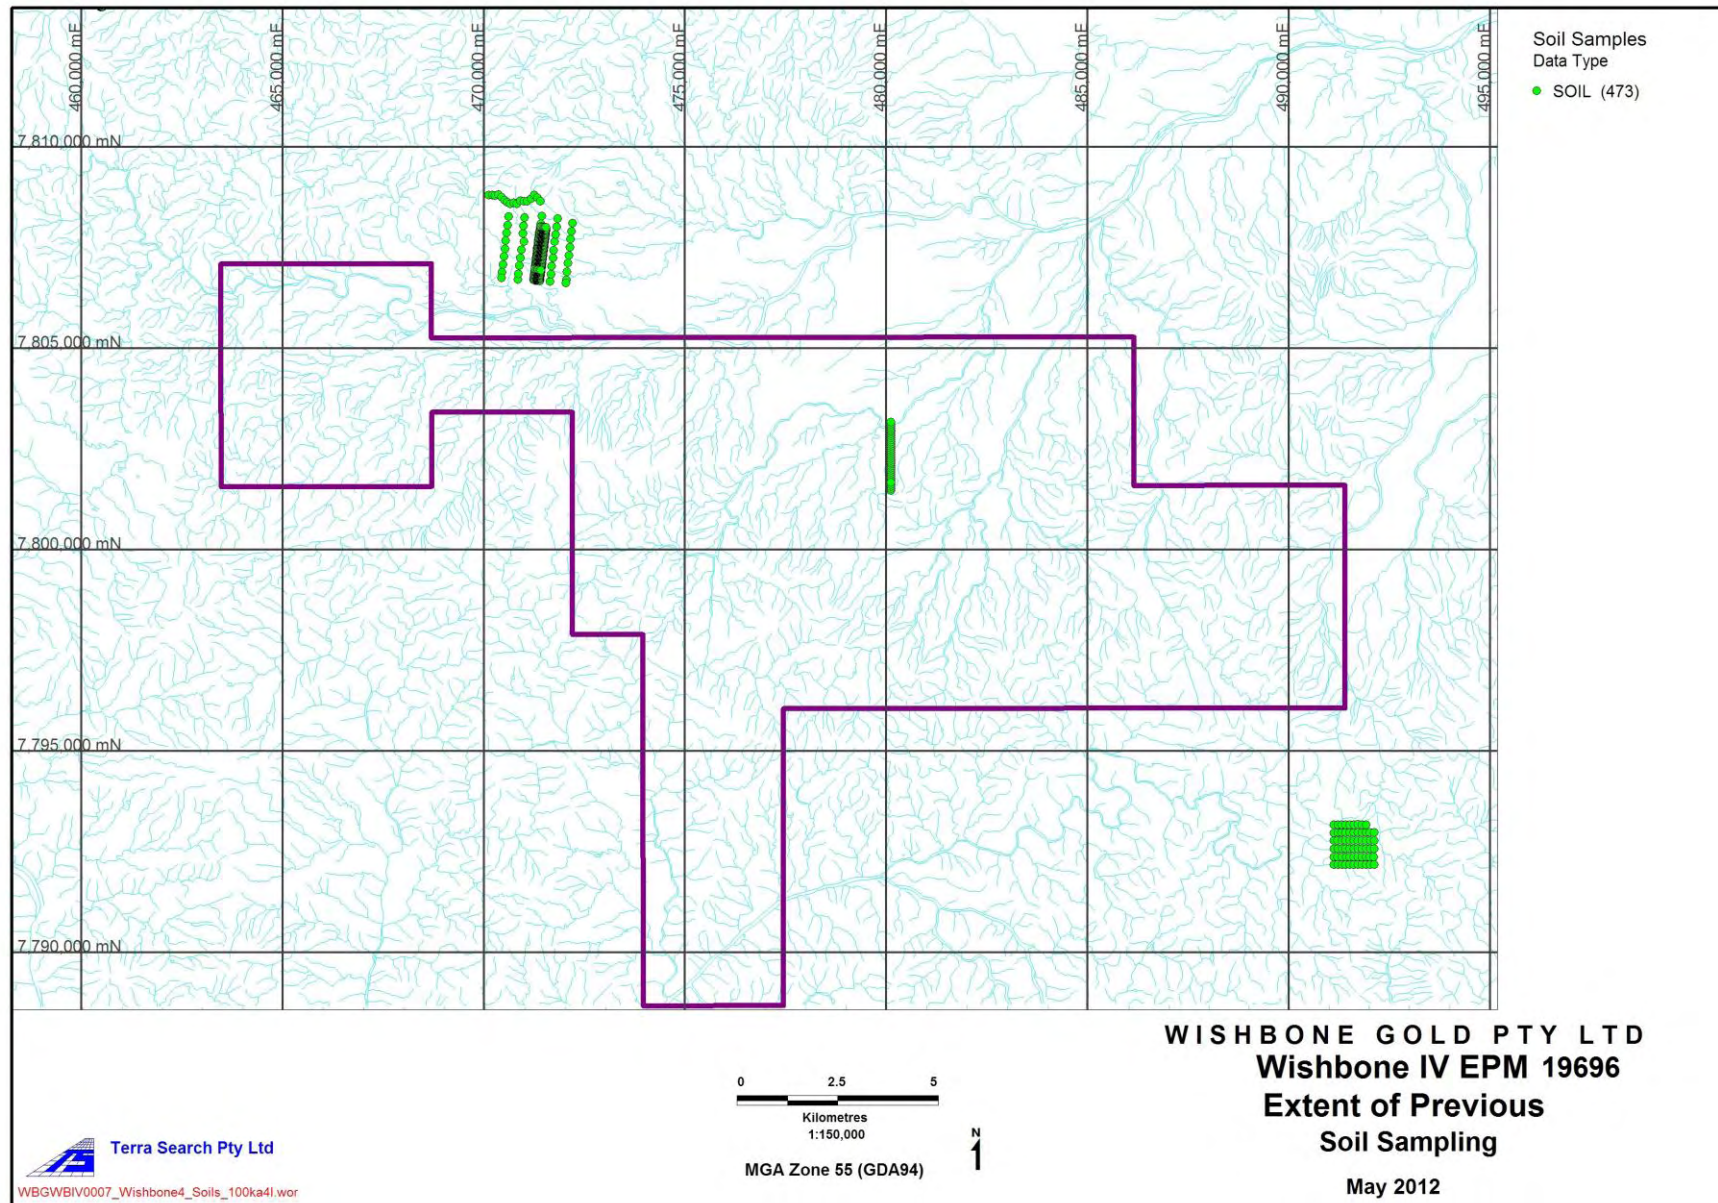 460,000 mE
465,000 mE
470,000 mE
475,000 mE
480,000 mE
485,000 mE
490,000 mE
495,000 mE
Soil Samples
Data Type
SOIL (473)
7,810,000 mN
7,805,000 mN
7,800,000 mN
7,795,000 mN
7,790,000 mN
WISHBONE GOLD PTY LTD
Wishbone IV EPM 19696
Extent of Previous
Soil Sampling
May 2012
0 2.5 5
Kilometres
1:150,000
MGA Zone 55 (GDA94)
N
Terra Search Pty Ltd
WBGWBIV0007_Wishbone4_Soils_100ka4l.wor